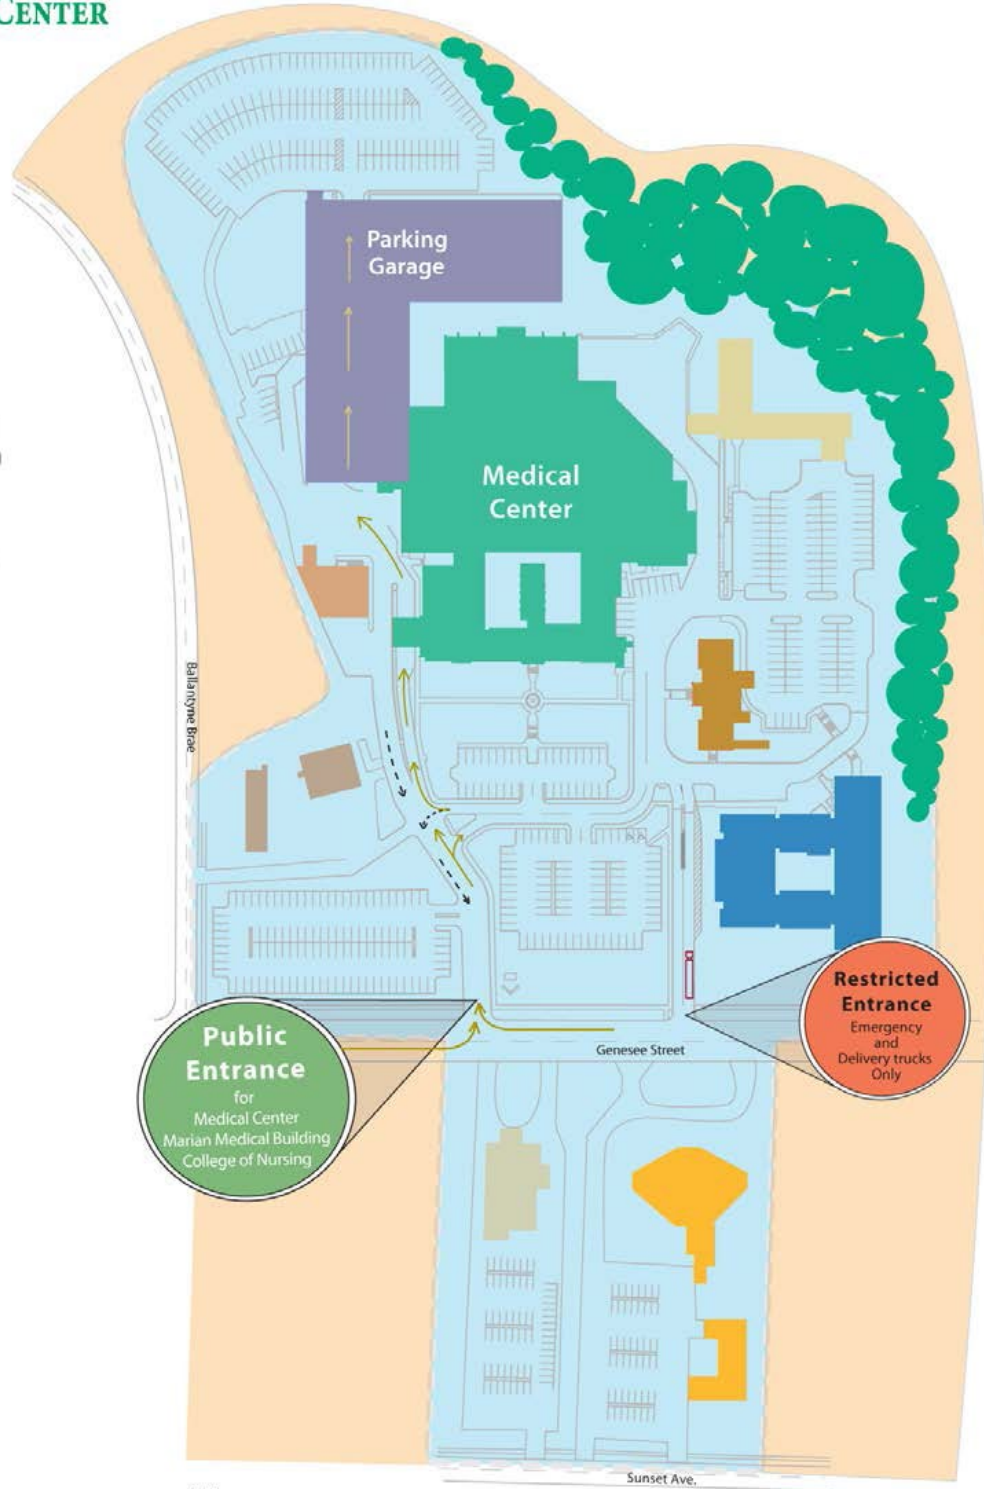 CENTER
Parking
Garage
Medical
Center
Ballantyne Brae
Restricted
Entrance
Emergency
and
Delivery trucks
Only
Public
Entrance
for
Medical Center
Marian Medical Building
College of Nursing
Genesee Street
Sunset Ave.